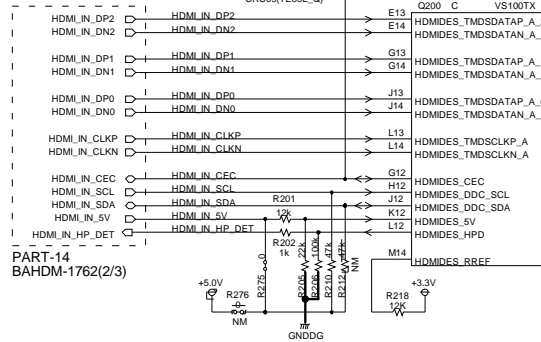 CRS09(TE85L_Q)
Q200 C VS100TX
HDMI_IN_DP2 HDMI_IN_DP2 E13 HDMIDES_TMDSDATAP_A_
HDMI_IN_DN2 HDMI_IN_DN2 E14 HDMIDES_TMDSDATAN_A_
HDMI_IN_DP1 HDMI_IN_DP1 G13 HDMIDES_TMDSDATAP_A_
HDMI_IN_DN1 HDMI_IN_DN1 G14 HDMIDES_TMDSDATAN_A_
HDMI_IN_DP0 HDMI_IN_DP0 J13 HDMIDES_TMDSDATAP_A_
HDMI_IN_DN0 HDMI_IN_DN0 J14 HDMIDES_TMDSDATAN_A_
HDMI_IN_CLKP HDMI_IN_CLKP L13 HDMIDES_TMDSCLKP_A
HDMI_IN_CLKN HDMI_IN_CLKN L14 HDMIDES_TMDSCLKN_A
HDMI_IN_CEC HDMI_IN_CEC G12 HDMIDES_CEC
HDMI_IN_SCL HDMI_IN_SCL H12 HDMIDES_DDC_SCL
HDMI_IN_SDA HDMI_IN_SDA J12 HDMIDES_DDC_SDA
HDMI_IN_5V HDMI_IN_5V R201 12k K12 HDMIDES_5V
HDMI_IN_HP_DET HDMI_IN_HP_DET R202 1k L12 HDMIDES_HPD
M14 HDMIDES_RREF
PART-14
BAHDM-1762(2/3)
R275 0
R205 22k
R206 100k
R210 47k
R212 47k
NM
+5.0V
R276
0
NM
R218
12K
+3.3V
GNDDG